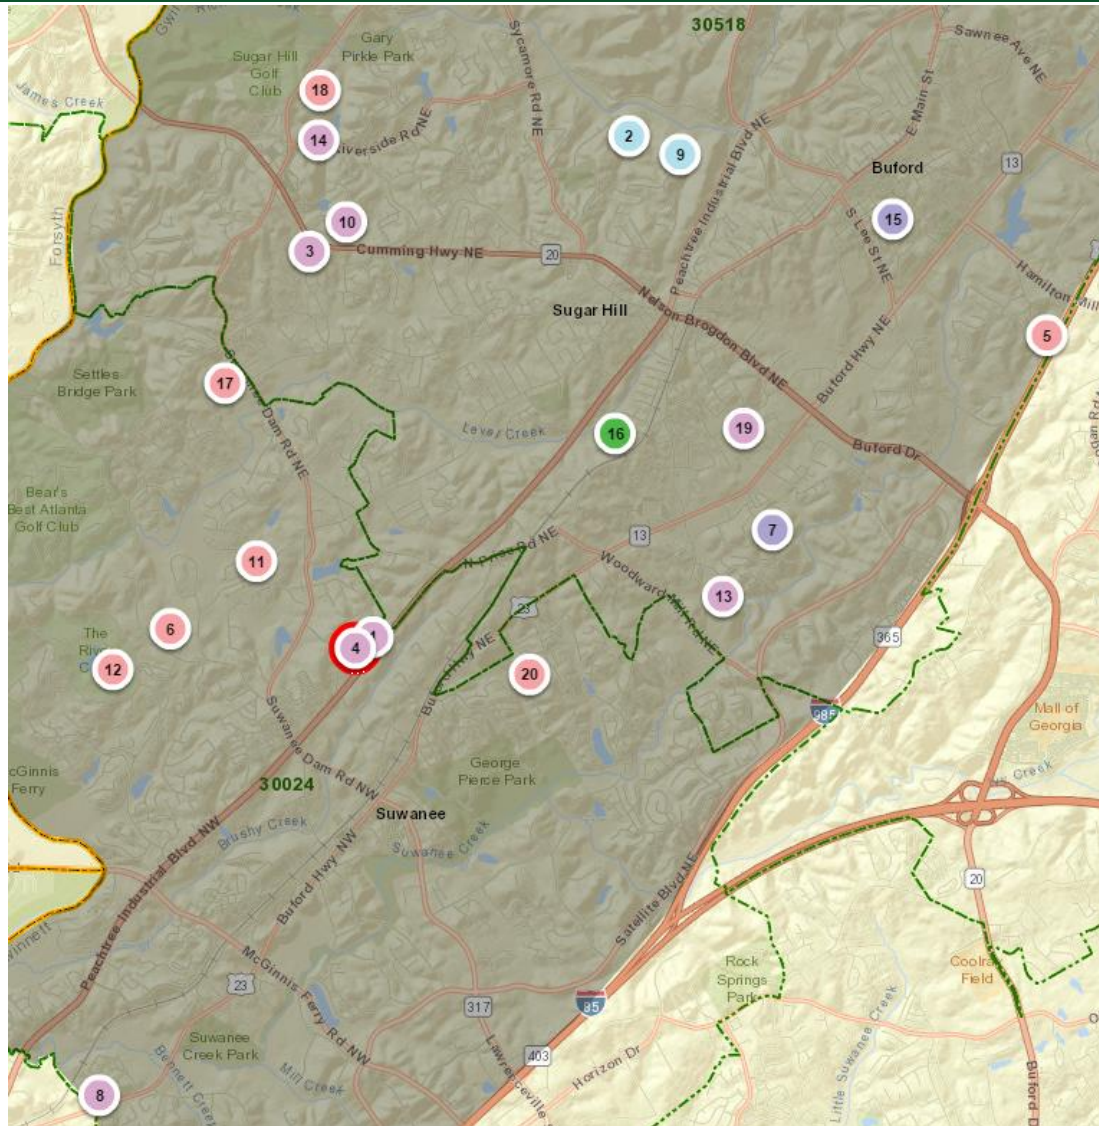 30518
Sawnee Ave NE
Gary
Pirkle Park
Sugar Hill
Golf
Club
Sycamore Rd NE
E Main St
James Creek
18
14
Riverside Rd NE
2
9
Peachtree Industrial Blvd NE
Buford
13
15
S Lee St NE
10
3
Cumming Hwy NE
20
Forsyth
Hamilton Mill
Sugar Hill
Nelson Brogdon Blvd NE
5
Buford Hwy NE
Settles
Bridge Park
17
Dam Rd NE
Level Creek
16
19
Buford Dr
Bear's
Best Atlanta
Golf Club
11
N Price Rd NE
13
7
Woodward Mill Rd NE
13
23
6
The
12
1
4
20
365
985
Mall of
Georgia
Suwanee Dam Rd NW
George
Pierce Park
cGinnis
Ferry
30024
Suwanee
Brushy Creek
Suwanee Creek
Peachtree Industrial Blvd NW
Buford Hwy NW
Satellite Blvd NE
20
McGinnis Ferry Rd NW
23
Rock
Springs
Park
Coolra
Field
317
85
403
Horizon Dr
Little Suwanee Creek
Suwanee
Creek Park
Mill Creek
Bennett Creek
Lawrenceville
Buford D
8